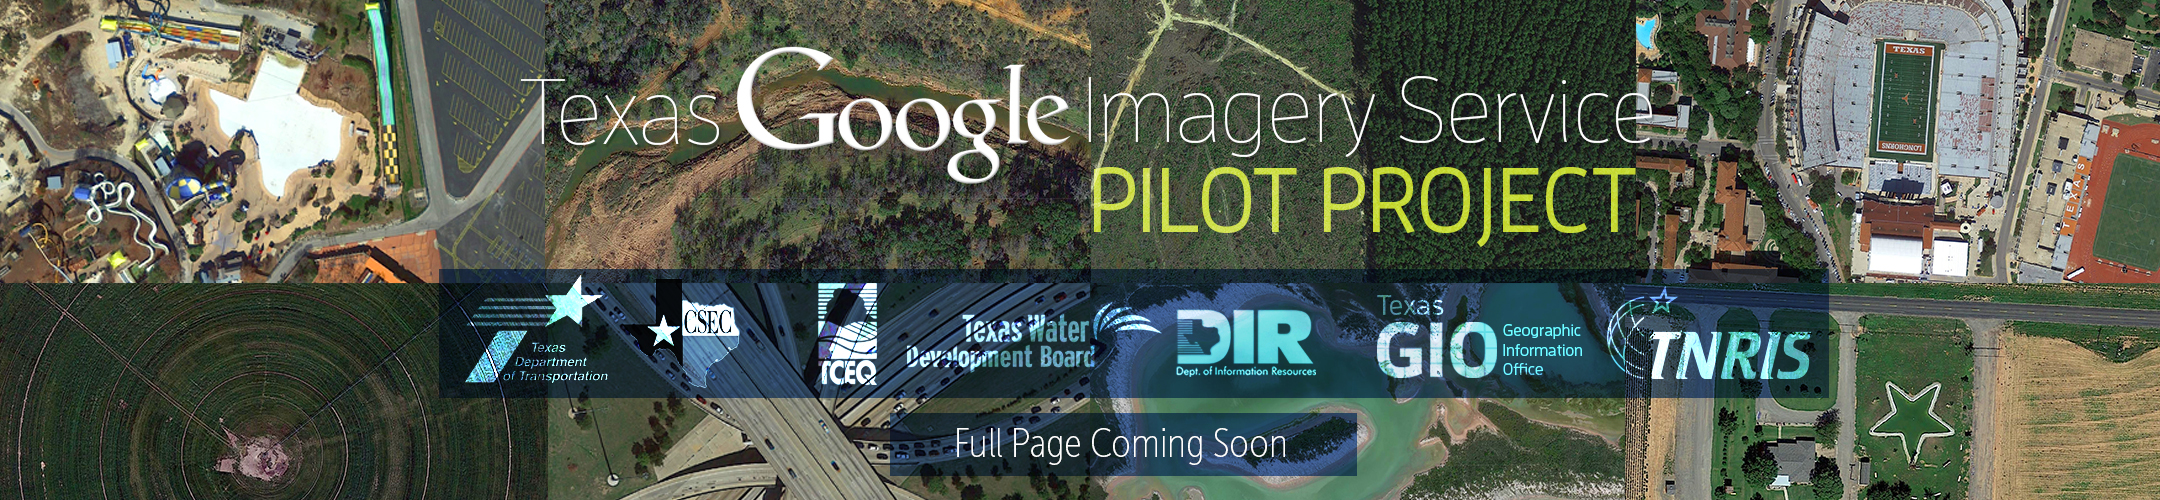 Texas Google Imagery Service
PILOT PROJECT
TEXAS
LONGHORNS
TEXAS
Texas
Department
of Transportation
CSEC
TCEQ
Texas Water
Development Board
DIR
Dept. of Information Resources
Texas
GIO
Geographic
Information
Office
TNRIS
Full Page Coming Soon